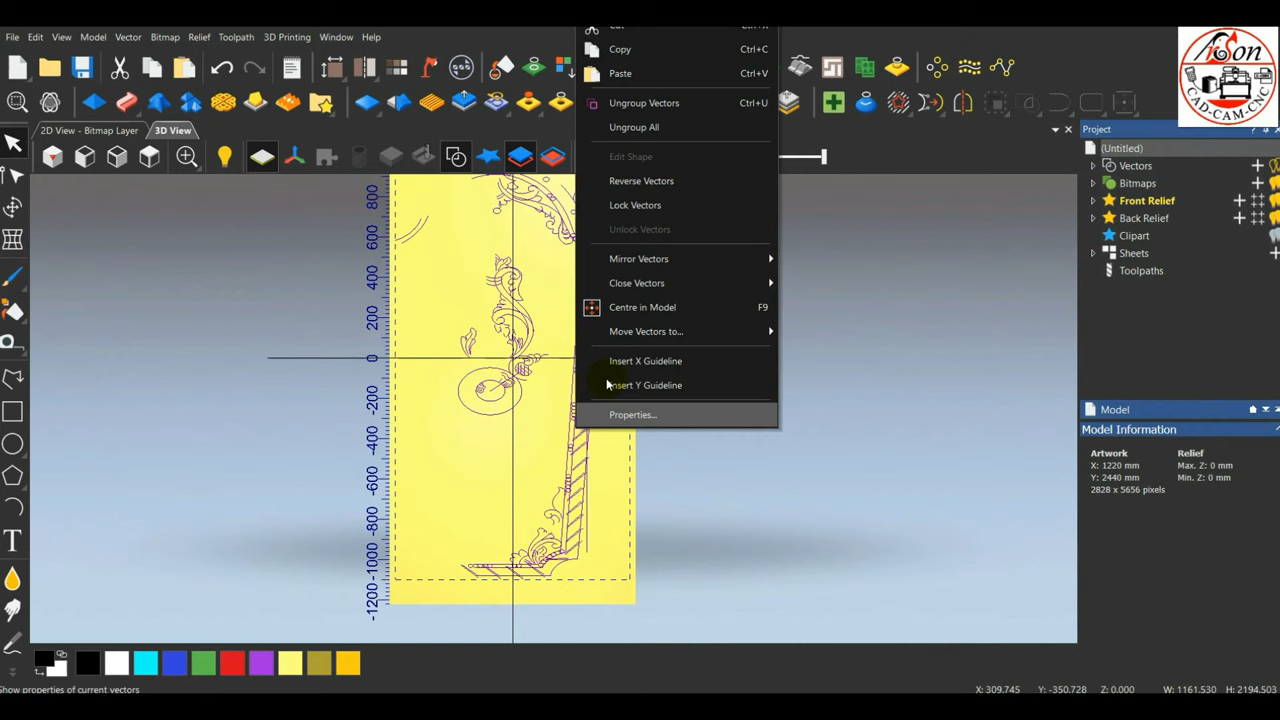 File Edit View Model Vector Bitmap Relief Toolpath 3D Printing Window Help
Cut Ctrl+X
Copy Ctrl+C
Paste Ctrl+V
Ungroup Vectors Ctrl+U
Ungroup All
Edit Shape
Reverse Vectors
Lock Vectors
Unlock Vectors
Mirror Vectors
Close Vectors
Centre in Model F9
Move Vectors to...
Insert X Guideline
Insert Y Guideline
Properties...
2D View - Bitmap Layer 3D View
800
600
400
200
0
-200
-400
-600
-800
-1000
-1200
T
CAD-CAM-CNC
Project
(Untitled)
Vectors
Bitmaps
Front Relief
Back Relief
Clipart
Sheets
Toolpaths
Model
Model Information
Artwork Relief
X: 1220 mm Max. Z: 0 mm
Y: 2440 mm Min. Z: 0 mm
2828 x 5656 pixels
Show properties of current vectors
X: 309.745 Y: -350.728 Z: 0.000 W: 1161.530 H: 2194.503